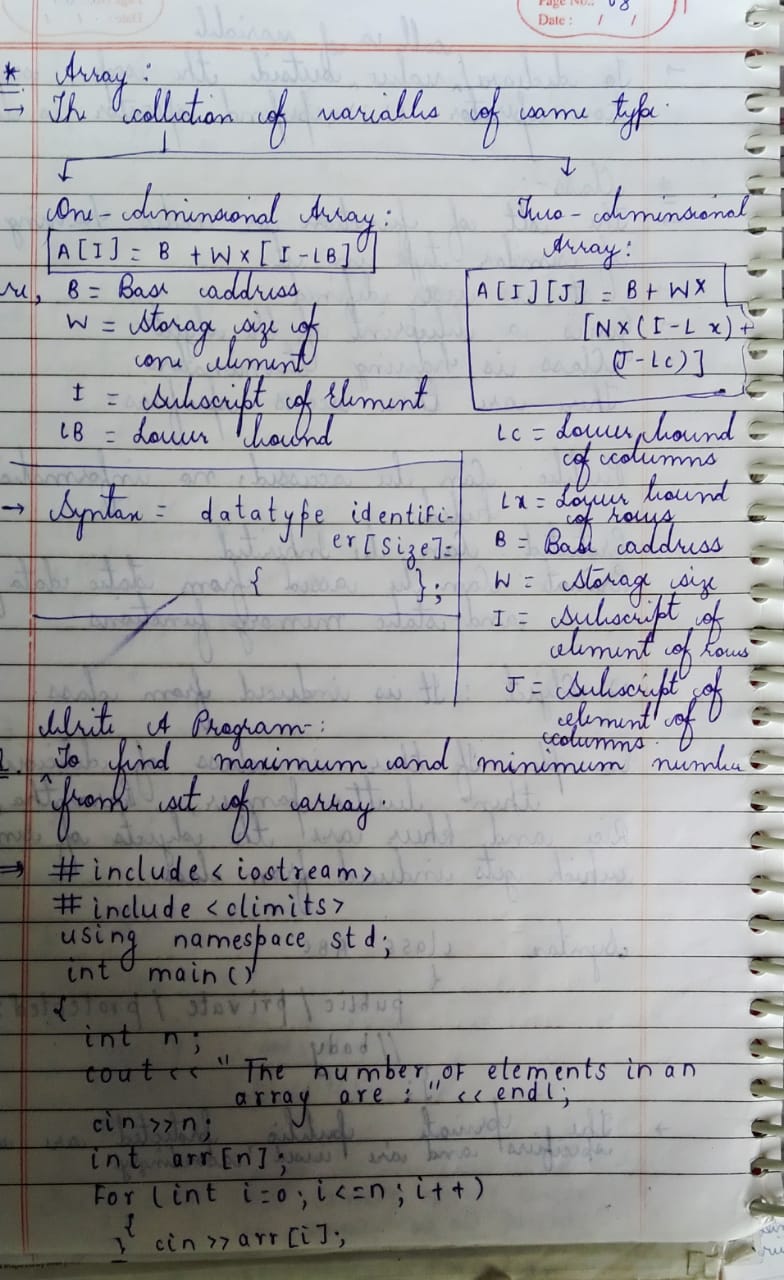 Page No.: 08
Date: / /
* Array:
→ The collection of variables of same type.
One-diminsional Array:
A[I] = B + W x [I-LB]
B = Base address
W = Storage size of
one element
I = Subscript of Element
LB = Lower bound
→ Syntax = datatype identifi-
er[Size]=
{ };
Two-diminsional
Array:
A[I][J] = B + W X
[N X (I-L x) +
(J-Lc)]
LC = Lower bound
of columns
Lx = Lower bound
of rows
B = Base address
W = Storage size
I = Subscript of
element of rows
J = Subscript of
element of
columns.
Write A Program:
1. To find maximum and minimum numbe
from set of array.
⇒ # include < iostream>
# include <climits>
using namespace std;
int main()
{
int n;
cout << "The number of elements in an
array are : " << endl;
cin >> n;
int arr[n];
For (int i=0; i<=n; i++)
{
} cin >> arr[i];